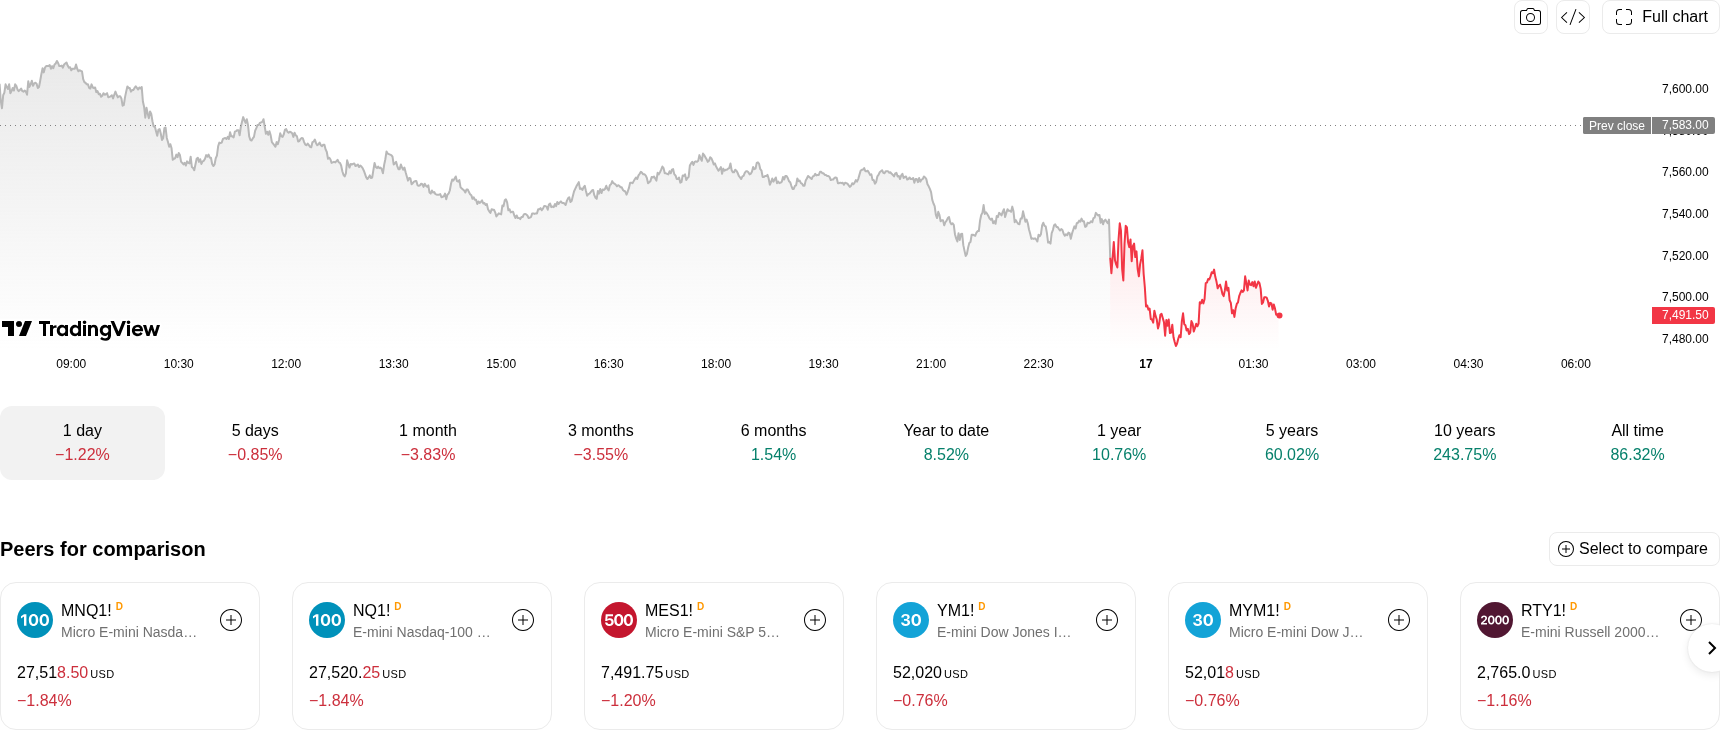 Full chart
7,600.00
Prev close 7,583.00
7,560.00
7,540.00
7,520.00
7,500.00
7,491.50
7,480.00
TradingView
09:00 10:30 12:00 13:30 15:00 16:30 18:00 19:30 21:00 22:30 17 01:30 03:00 04:30 06:00
1 day 5 days 1 month 3 months 6 months Year to date 1 year 5 years 10 years All time
−1.22% −0.85% −3.83% −3.55% 1.54% 8.52% 10.76% 60.02% 243.75% 86.32%
Peers for comparison
Select to compare
100 MNQ1! D
Micro E-mini Nasda…
27,518.50 USD
−1.84%
100 NQ1! D
E-mini Nasdaq-100 …
27,520.25 USD
−1.84%
500 MES1! D
Micro E-mini S&P 5…
7,491.75 USD
−1.20%
30 YM1! D
E-mini Dow Jones I…
52,020 USD
−0.76%
30 MYM1! D
Micro E-mini Dow J…
52,018 USD
−0.76%
2000 RTY1! D
E-mini Russell 2000…
2,765.0 USD
−1.16%